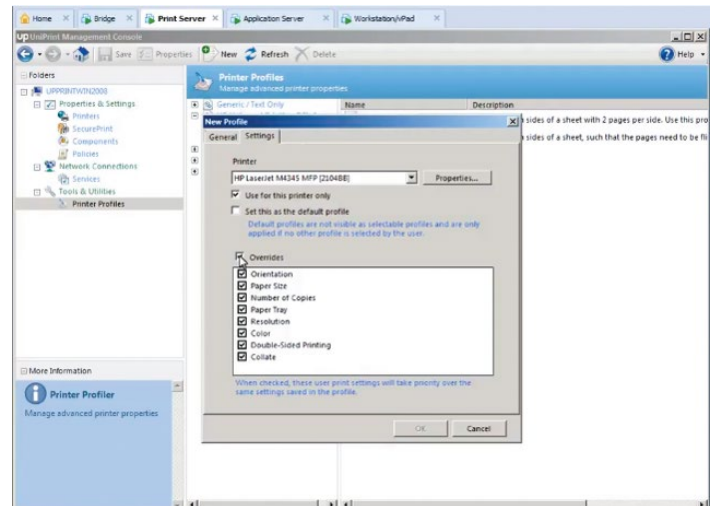 Home
Bridge
Print Server
Application Server
Workstation/vPad
UP UniPrint Management Console
Save
Properties
New
Refresh
Delete
Help
Folders
UPPRINTWIN2008
Properties & Settings
Printers
SecurePrint
Components
Policies
Network Connections
Services
Tools & Utilities
Printer Profiles
Printer Profiles
Manage advanced printer properties
Generic / Text Only
Name
Description
sides of a sheet with 2 pages per side. Use this pro
sides of a sheet, such that the pages need to be fli
New Profile
General
Settings
Printer
HP LaserJet M4345 MFP [2104BE]
Properties...
Use for this printer only
Set this as the default profile
Default profiles are not visible as selectable profiles and are only
applied if no other profile is selected by the user.
Overrides
Orientation
Paper Size
Number of Copies
Paper Tray
Resolution
Color
Double-Sided Printing
Collate
When checked, these user print settings will take priority over the
same settings saved in the profile.
OK
Cancel
More Information
Printer Profiler
Manage advanced printer properties